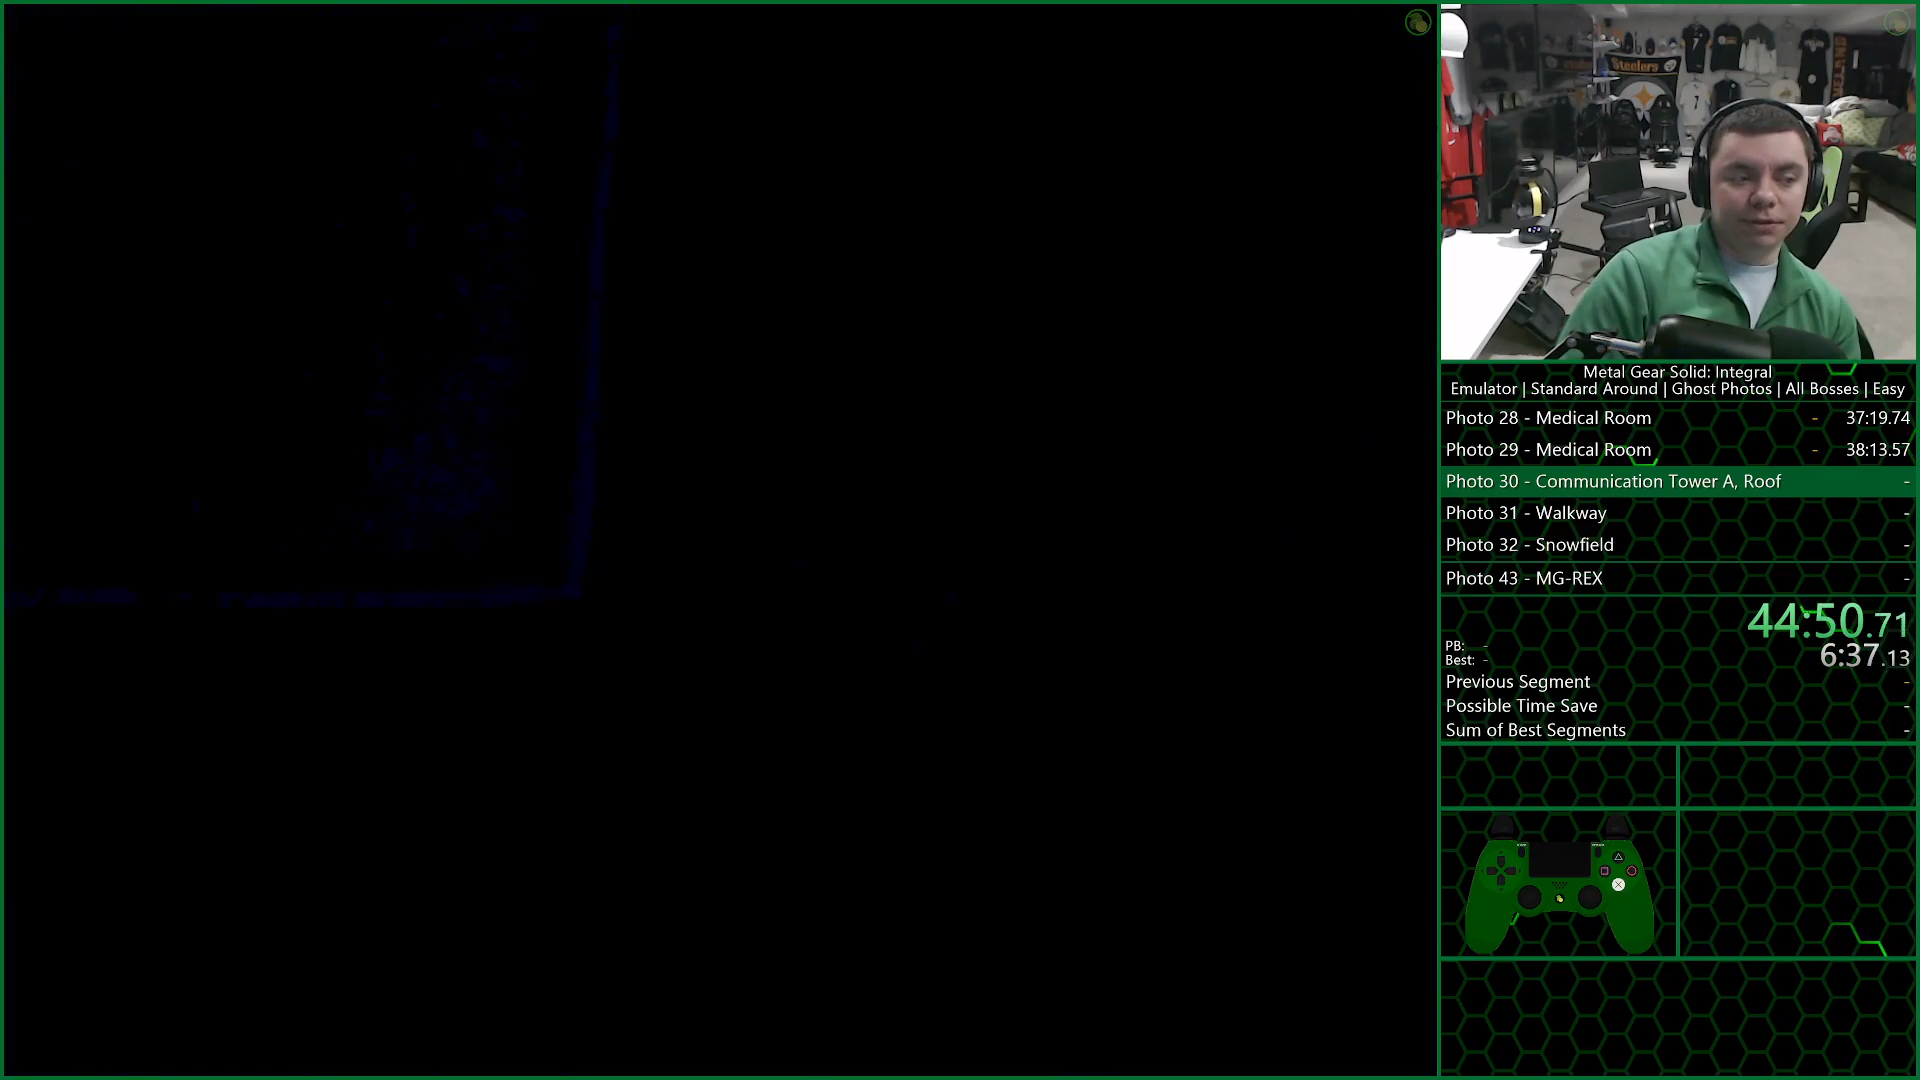 Steelers
Metal Gear Solid: Integral
Emulator | Standard Around | Ghost Photos | All Bosses | Easy
Photo 28 - Medical Room - 37:19.74
Photo 29 - Medical Room - 38:13.57
Photo 30 - Communication Tower A, Roof -
Photo 31 - Walkway -
Photo 32 - Snowfield -
Photo 43 - MG-REX -
44:50.71
PB: -
6:37.13
Best: -
Previous Segment -
Possible Time Save -
Sum of Best Segments -